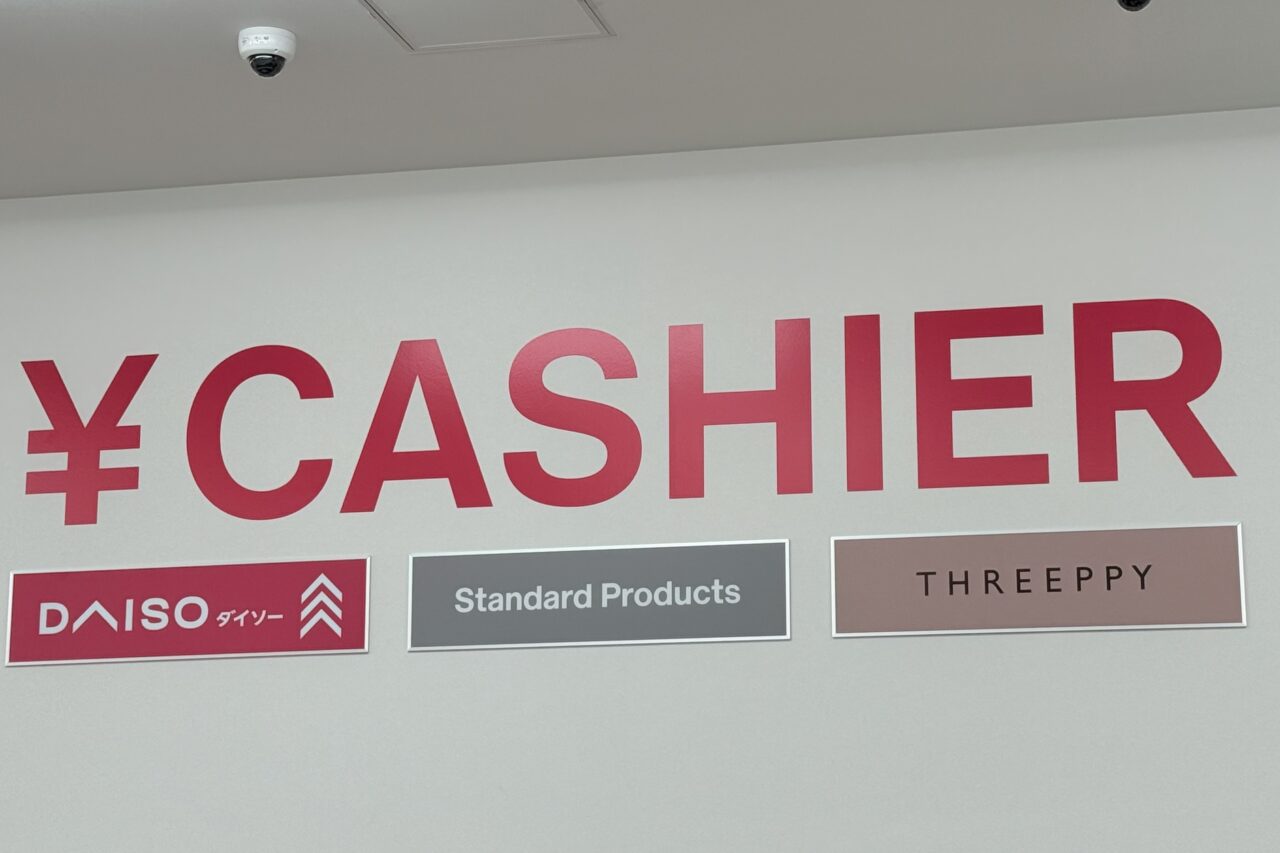 ¥ CASHIER
DAISO ダイソー
Standard Products
THREEPPY